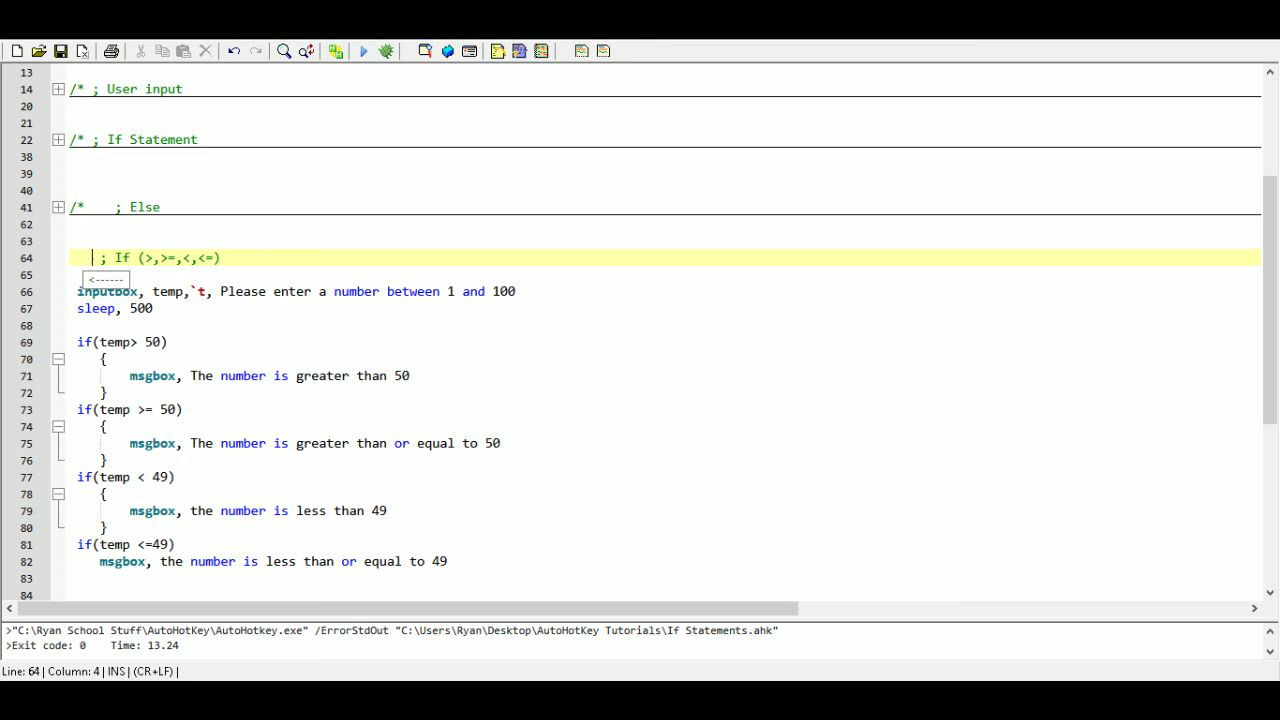 13
14 /* ; User input
20
21
22 /* ; If Statement
38
39
40
41 /*    ; Else
62
63
64    ; If (>,>=,<,<=)
65 <------
66 inputbox, temp,`t, Please enter a number between 1 and 100
67 sleep, 500
68
69 if(temp> 50)
70    {
71        msgbox, The number is greater than 50
72    }
73 if(temp >= 50)
74    {
75        msgbox, The number is greater than or equal to 50
76    }
77 if(temp < 49)
78    {
79        msgbox, the number is less than 49
80    }
81 if(temp <=49)
82    msgbox, the number is less than or equal to 49
83
84
>"C:\Ryan School Stuff\AutoHotKey\AutoHotkey.exe" /ErrorStdOut "C:\Users\Ryan\Desktop\AutoHotKey Tutorials\If Statements.ahk"
>Exit code: 0    Time: 13.24
Line: 64 | Column: 4 | INS | (CR+LF) |